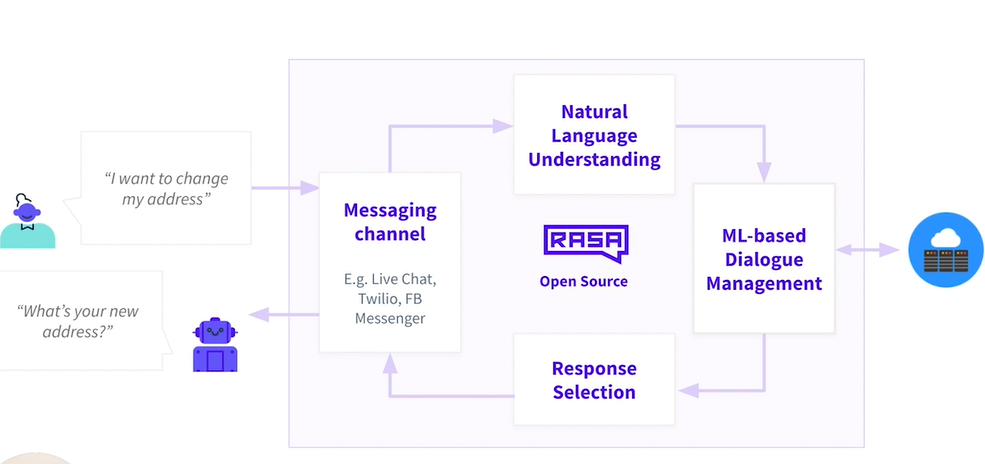 Natural
Language
Understanding
“I want to change
my address”
Messaging
channel
E.g. Live Chat,
Twilio, FB
Messenger
RASA
Open Source
ML-based
Dialogue
Management
“What’s your new
address?”
Response
Selection